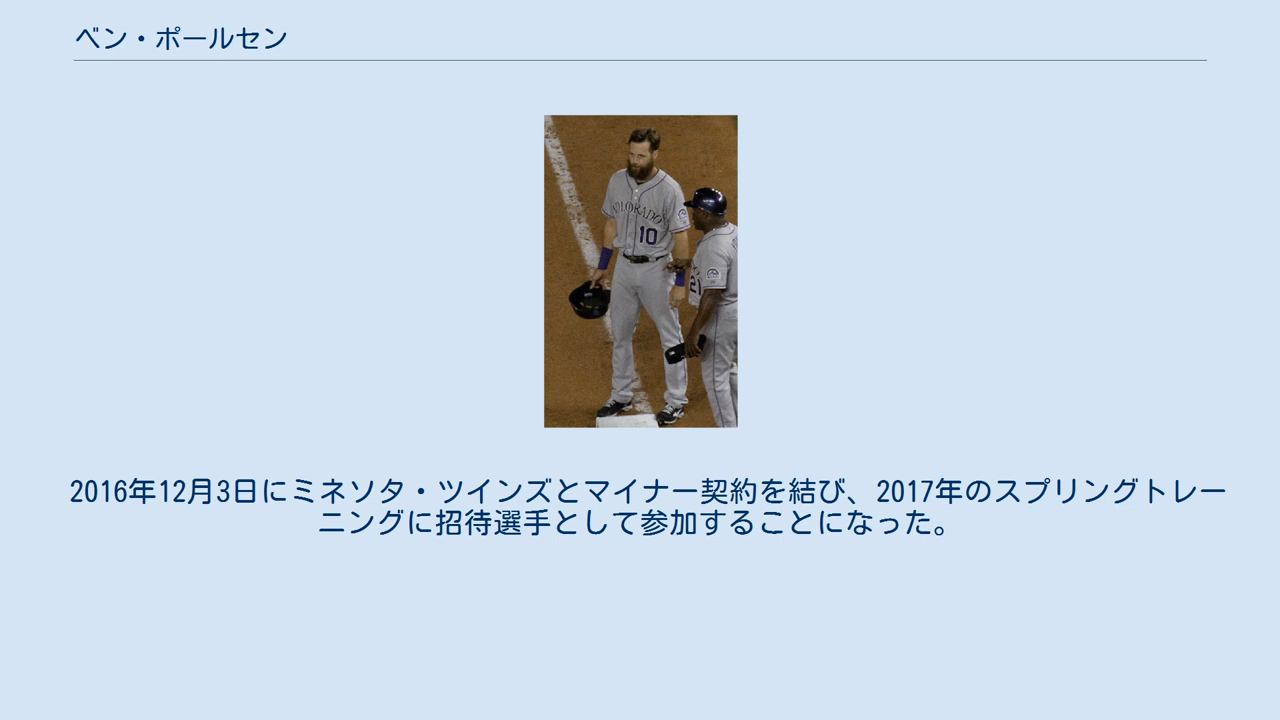 ベン・ポールセン
COLORADO
10
21
2016年12月3日にミネソタ・ツインズとマイナー契約を結び、2017年のスプリングトレー
ニングに招待選手として参加することになった。